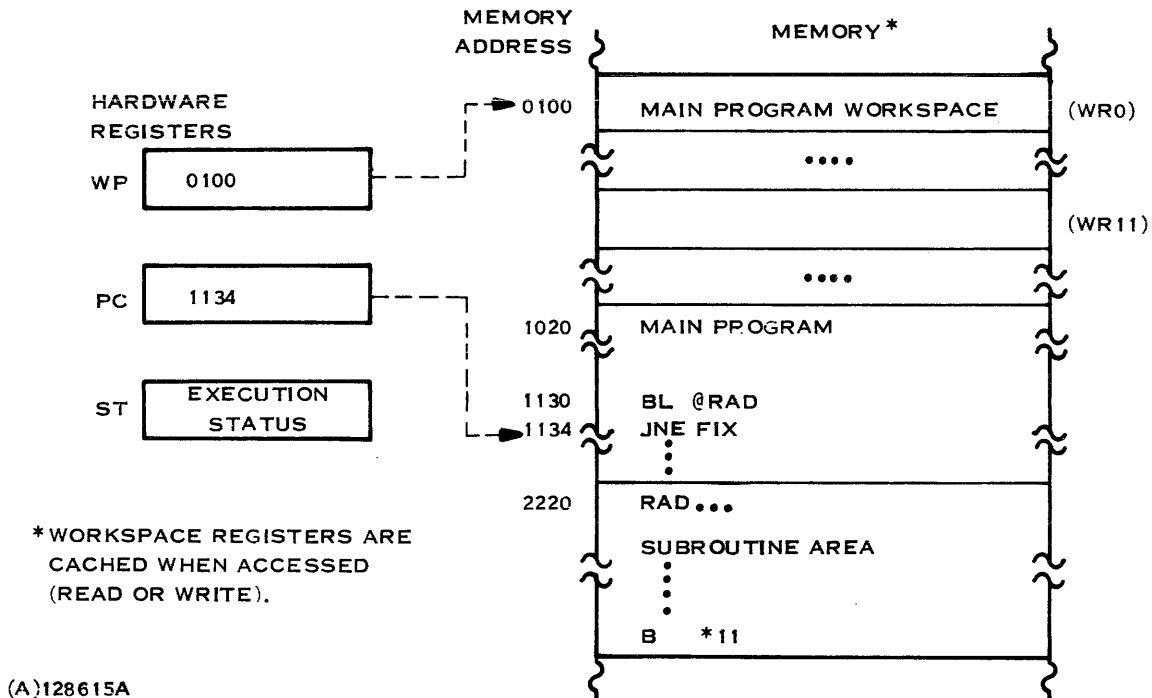 MEMORY
ADDRESS
MEMORY*
HARDWARE
REGISTERS
0100
MAIN PROGRAM WORKSPACE
(WR0)
WP
0100
••••
(WR11)
PC
1134
••••
1020
MAIN PROGRAM
ST
EXECUTION
STATUS
1130
BL @RAD
1134
JNE FIX
2220
RAD•••
*WORKSPACE REGISTERS ARE
CACHED WHEN ACCESSED
(READ OR WRITE).
SUBROUTINE AREA
B *11
(A)128615A